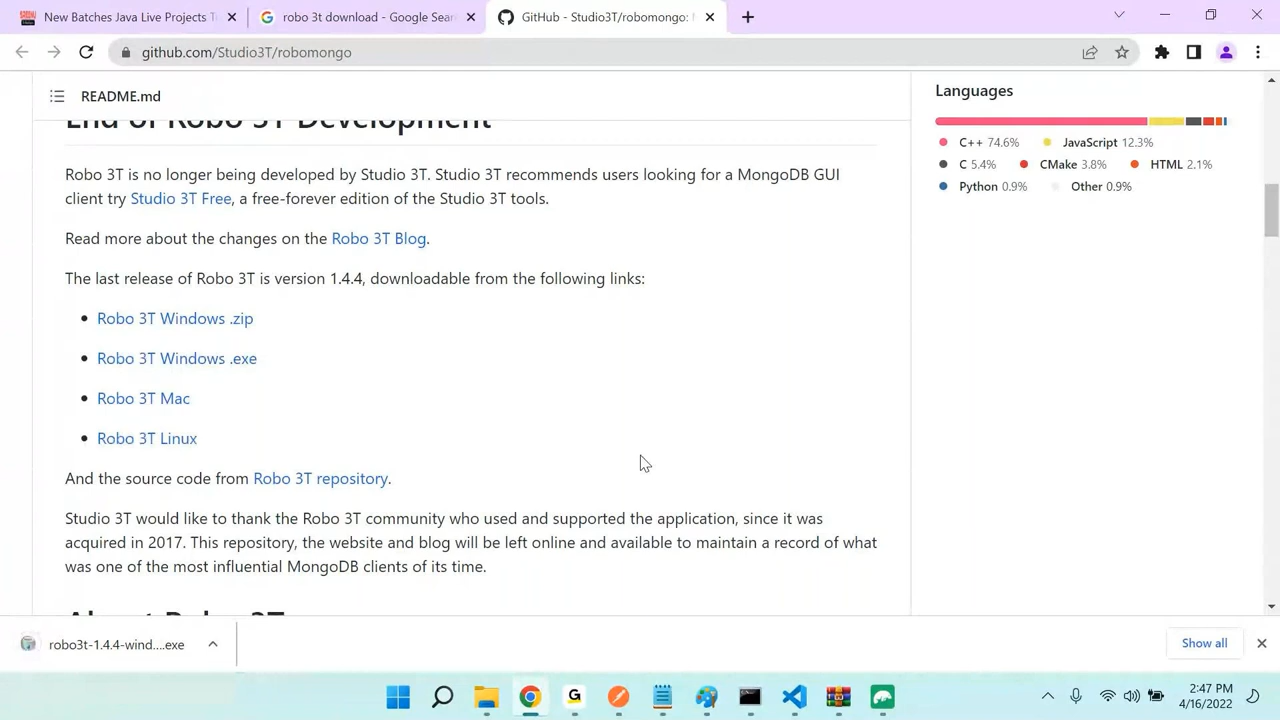 New Batches Java Live Projects T
robo 3t download - Google Sea
GitHub - Studio3T/robomongo:
github.com/Studio3T/robomongo
README.md
End of Robo 3T Development
Robo 3T is no longer being developed by Studio 3T. Studio 3T recommends users looking for a MongoDB GUI
client try Studio 3T Free, a free-forever edition of the Studio 3T tools.
Read more about the changes on the Robo 3T Blog.
The last release of Robo 3T is version 1.4.4, downloadable from the following links:
Robo 3T Windows .zip
Robo 3T Windows .exe
Robo 3T Mac
Robo 3T Linux
And the source code from Robo 3T repository.
Studio 3T would like to thank the Robo 3T community who used and supported the application, since it was
acquired in 2017. This repository, the website and blog will be left online and available to maintain a record of what
was one of the most influential MongoDB clients of its time.
About Robo 3T
Languages
C++ 74.6% JavaScript 12.3%
C 5.4% CMake 3.8% HTML 2.1%
Python 0.9% Other 0.9%
robo3t-1.4.4-wind....exe
Show all
G
2:47 PM
4/16/2022